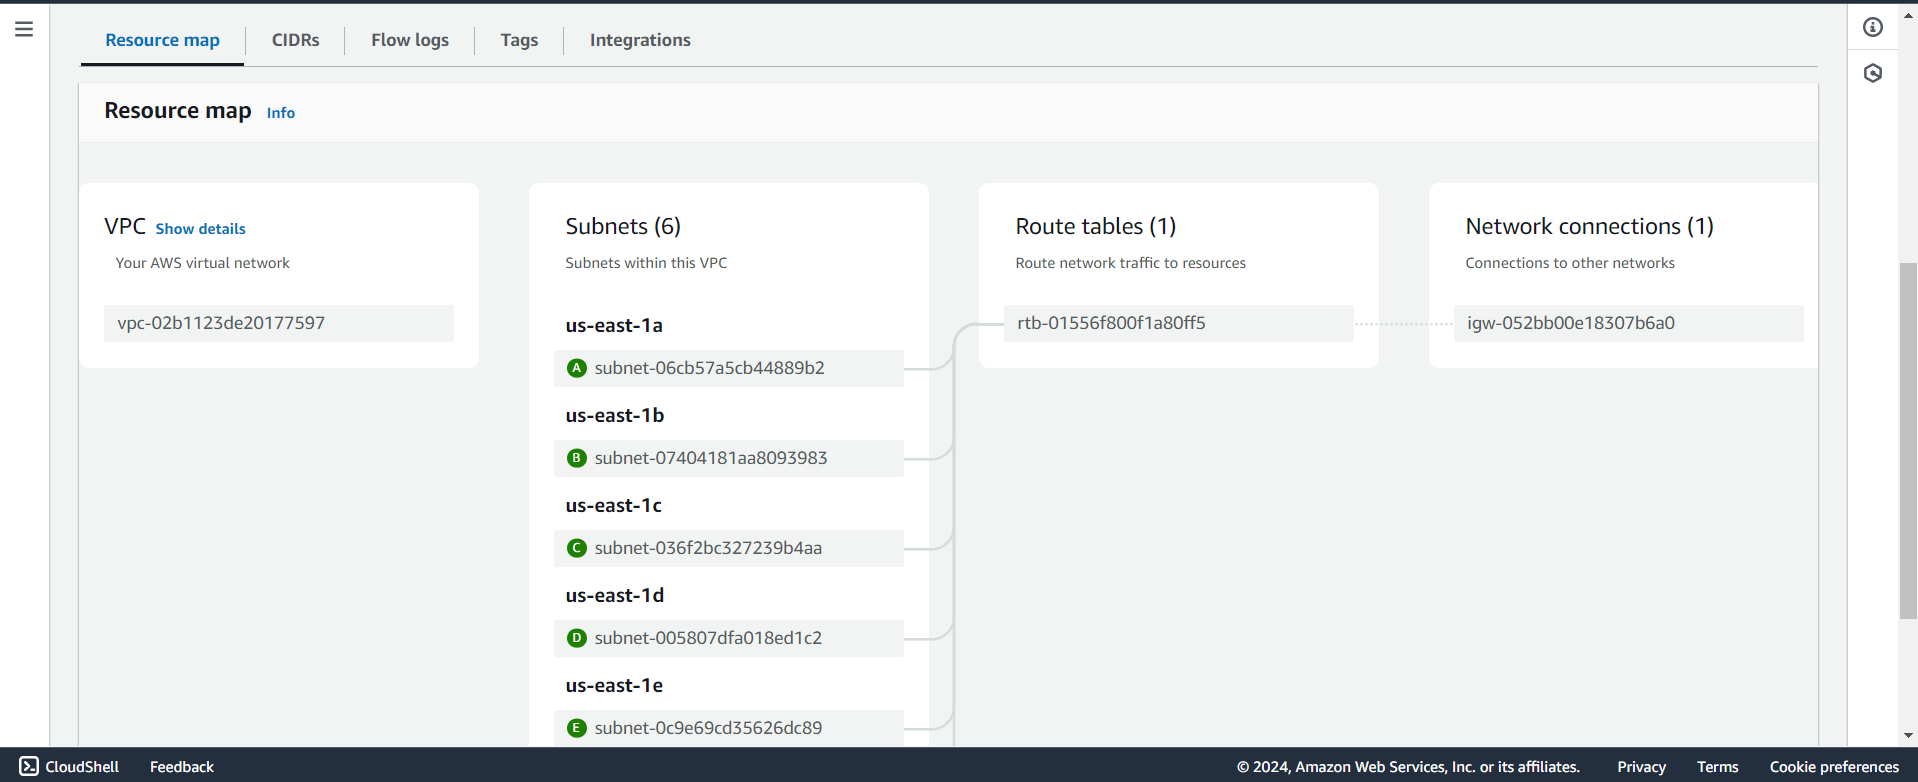 Resource map
CIDRs
Flow logs
Tags
Integrations
Resource map Info
VPC Show details
Your AWS virtual network
vpc-02b1123de20177597
Subnets (6)
Subnets within this VPC
us-east-1a
A subnet-06cb57a5cb44889b2
us-east-1b
B subnet-07404181aa8093983
us-east-1c
C subnet-036f2bc327239b4aa
us-east-1d
D subnet-005807dfa018ed1c2
us-east-1e
E subnet-0c9e69cd35626dc89
Route tables (1)
Route network traffic to resources
rtb-01556f800f1a80ff5
Network connections (1)
Connections to other networks
igw-052bb00e18307b6a0
CloudShell
Feedback
© 2024, Amazon Web Services, Inc. or its affiliates.
Privacy
Terms
Cookie preferences